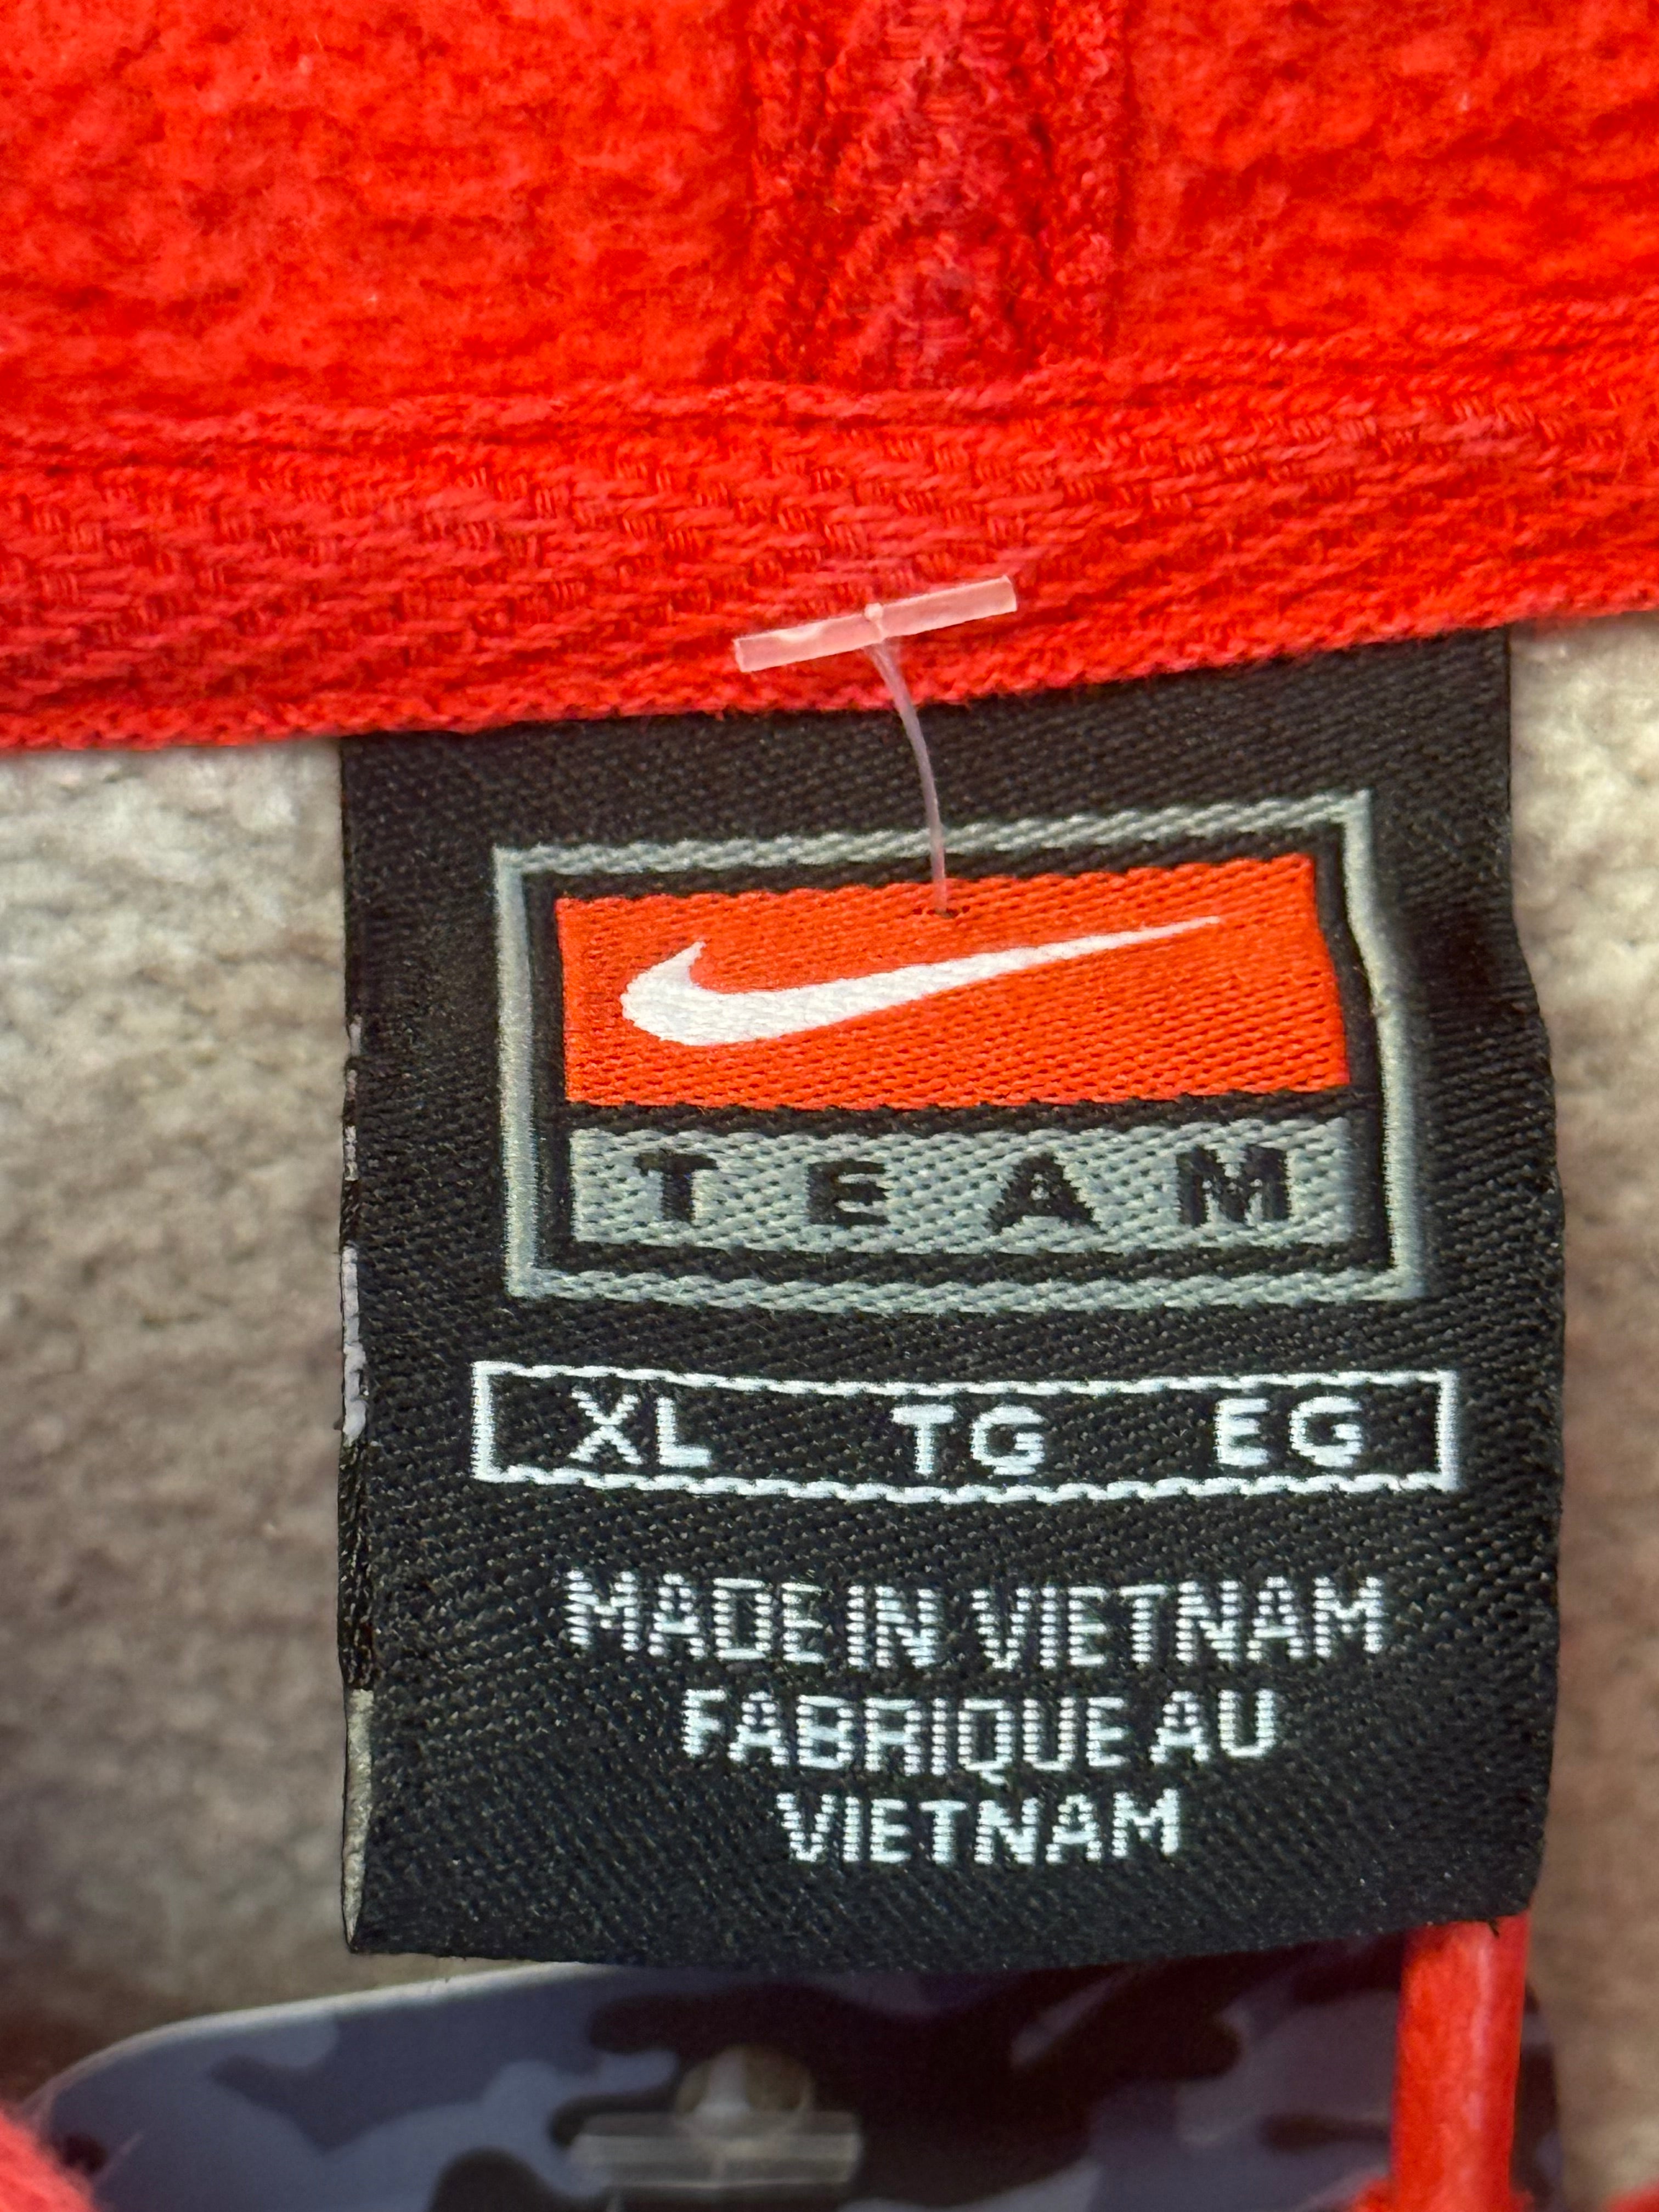 TEAM
XL TG EG
MADE IN VIETNAM
FABRIQUE AU
VIETNAM